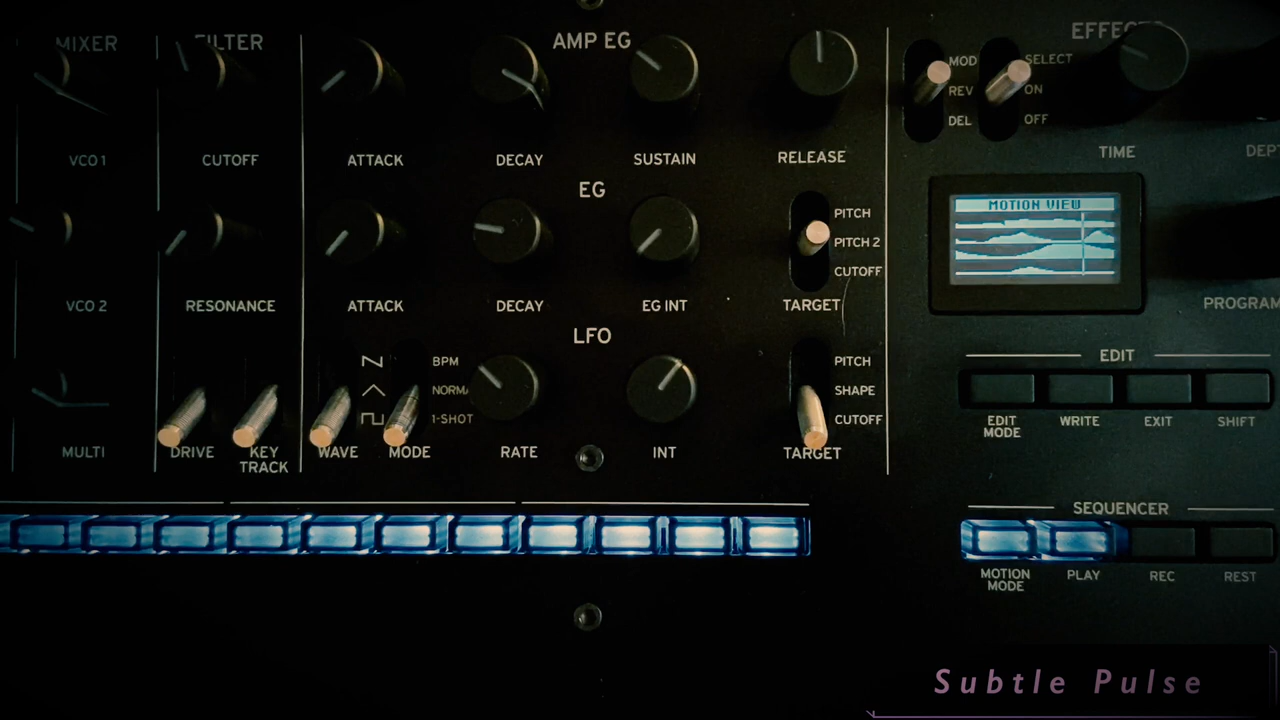 MIXER
FILTER
AMP EG
EFFECTS
MOD
REV
DEL
SELECT
ON
OFF
VCO 1
CUTOFF
ATTACK
DECAY
SUSTAIN
RELEASE
TIME
DEPT
EG
MOTION VIEW
PITCH
PITCH 2
CUTOFF
VCO 2
RESONANCE
ATTACK
DECAY
EG INT
TARGET
PROGRAM
LFO
BPM
NORMA
1-SHOT
PITCH
SHAPE
CUTOFF
EDIT
EDIT
MODE
WRITE
EXIT
SHIFT
MULTI
DRIVE
KEY
TRACK
WAVE
MODE
RATE
INT
TARGET
SEQUENCER
MOTION
MODE
PLAY
REC
REST
Subtle Pulse